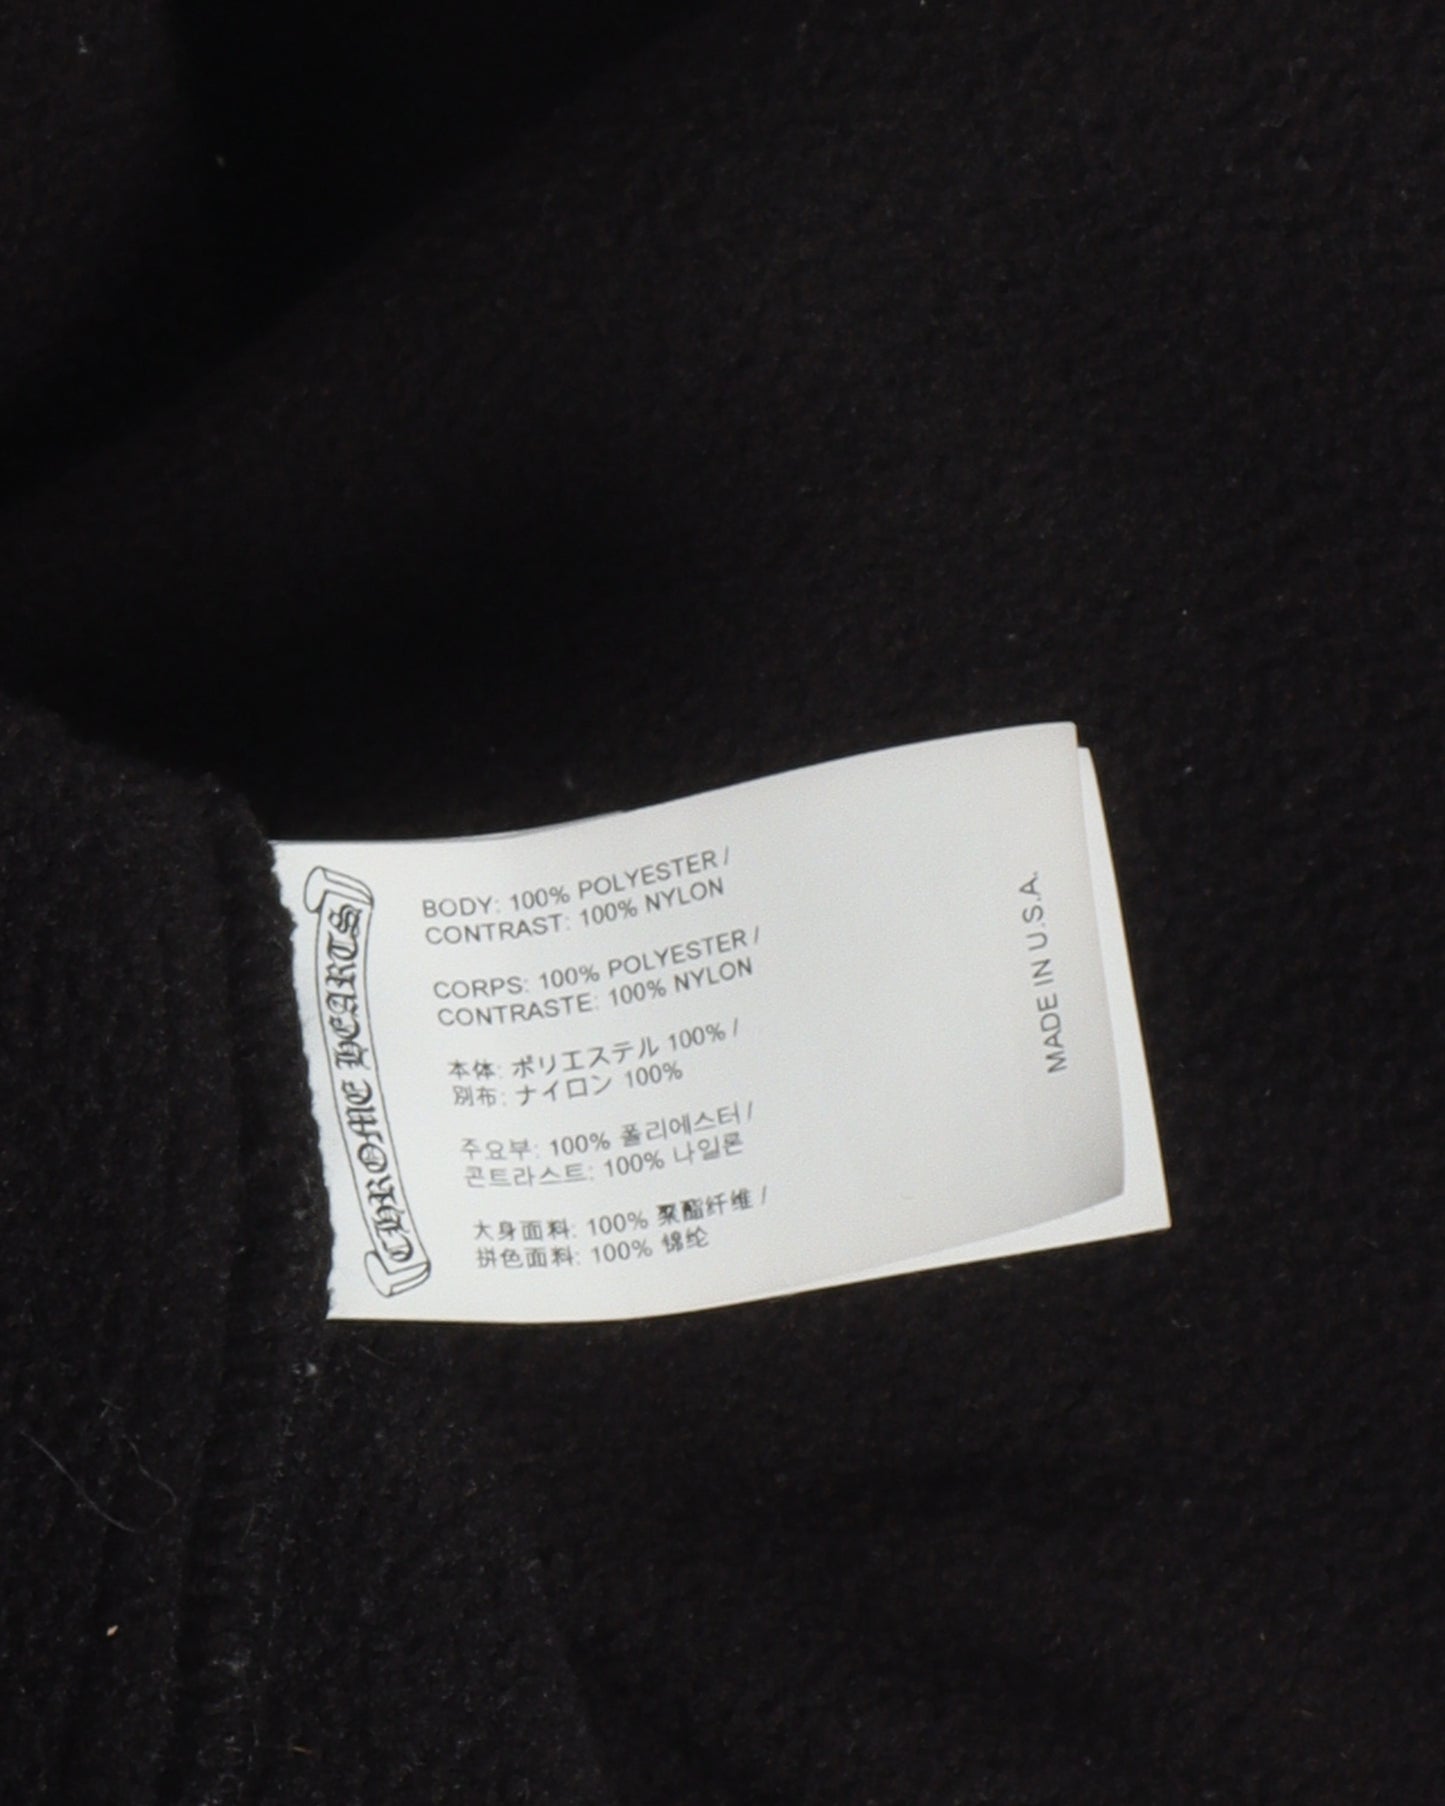 CHROME HEARTS
BODY: 100% POLYESTER /
CONTRAST: 100% NYLON
CORPS: 100% POLYESTER /
CONTRASTE: 100% NYLON
本体: ポリエステル 100% /
別布: ナイロン 100%
주요부: 100% 폴리에스터 /
콘트라스트: 100% 나일론
大身面料: 100% 聚酯纤维 /
拼色面料: 100% 锦纶
MADE IN U.S.A.